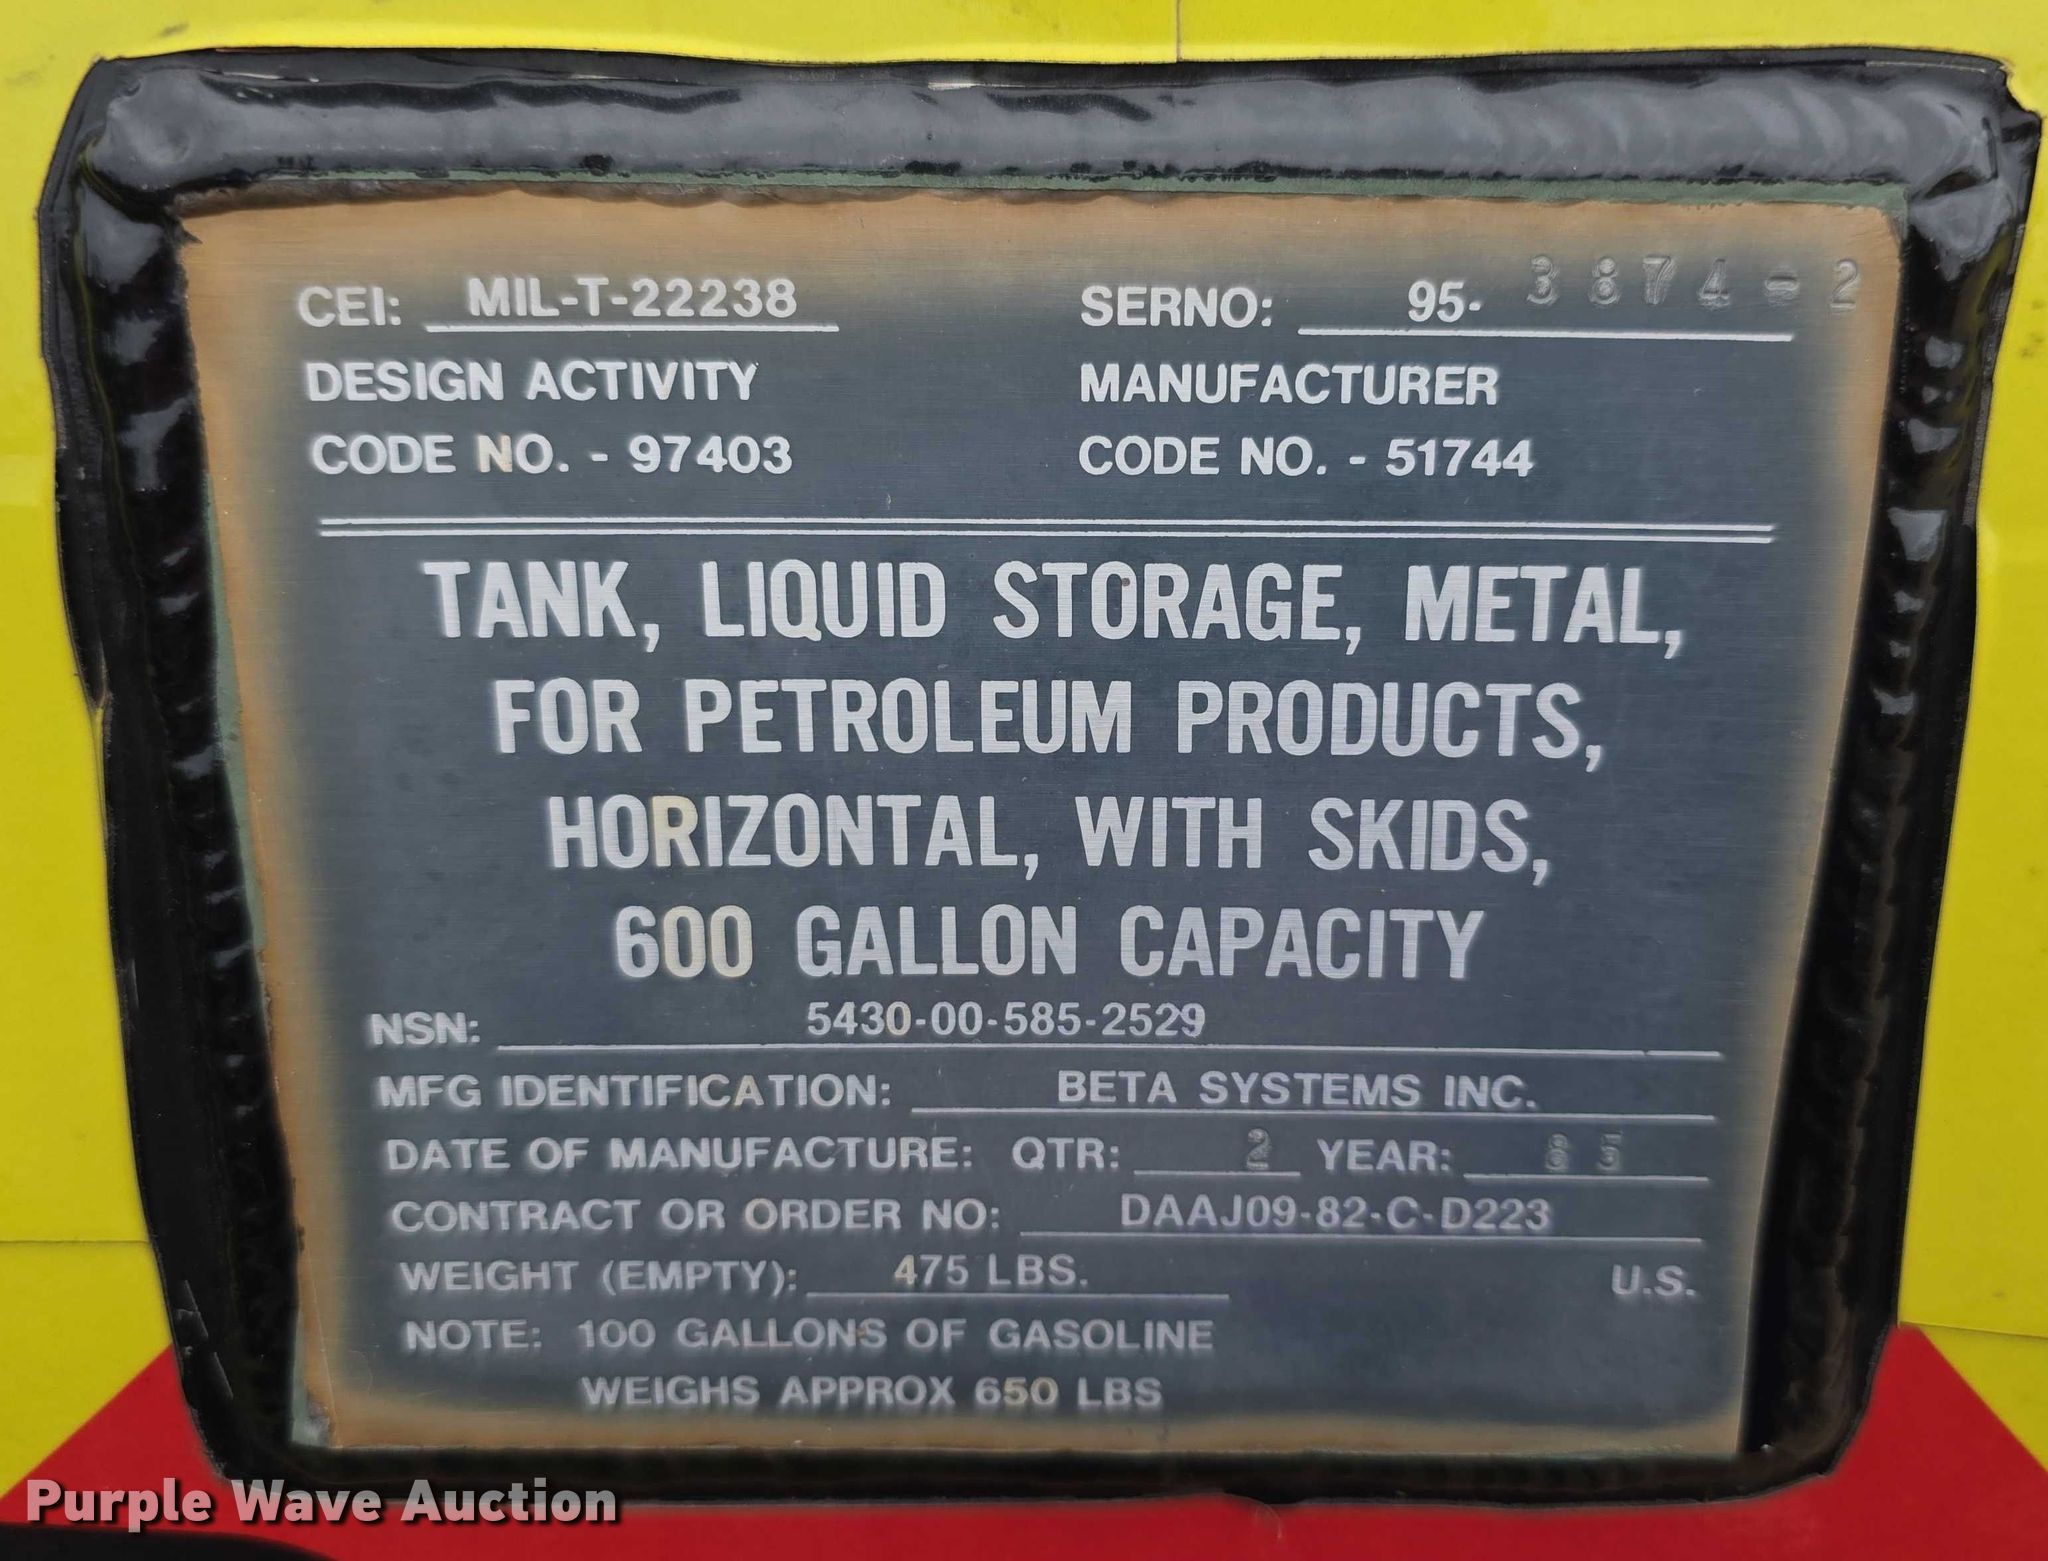 CEI: MIL-T-22238 SERNO: 95-3874-2
DESIGN ACTIVITY MANUFACTURER
CODE NO. - 97403 CODE NO. - 51744
TANK, LIQUID STORAGE, METAL,
FOR PETROLEUM PRODUCTS,
HORIZONTAL, WITH SKIDS,
600 GALLON CAPACITY
NSN: 5430-00-585-2529
MFG IDENTIFICATION: BETA SYSTEMS INC.
DATE OF MANUFACTURE: QTR: 2 YEAR: 85
CONTRACT OR ORDER NO: DAAJ09-82-C-D223
WEIGHT (EMPTY): 475 LBS. U.S.
NOTE: 100 GALLONS OF GASOLINE
WEIGHS APPROX 650 LBS
Purple Wave Auction